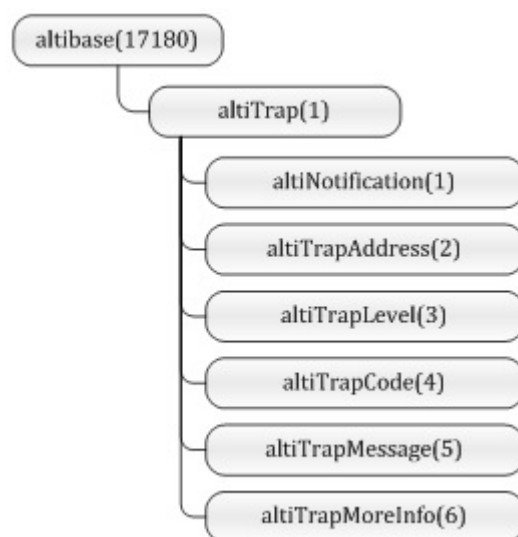 altibase(17180)
altiTrap(1)
altiNotification(1)
altiTrapAddress(2)
altiTrapLevel(3)
altiTrapCode(4)
altiTrapMessage(5)
altiTrapMoreInfo(6)